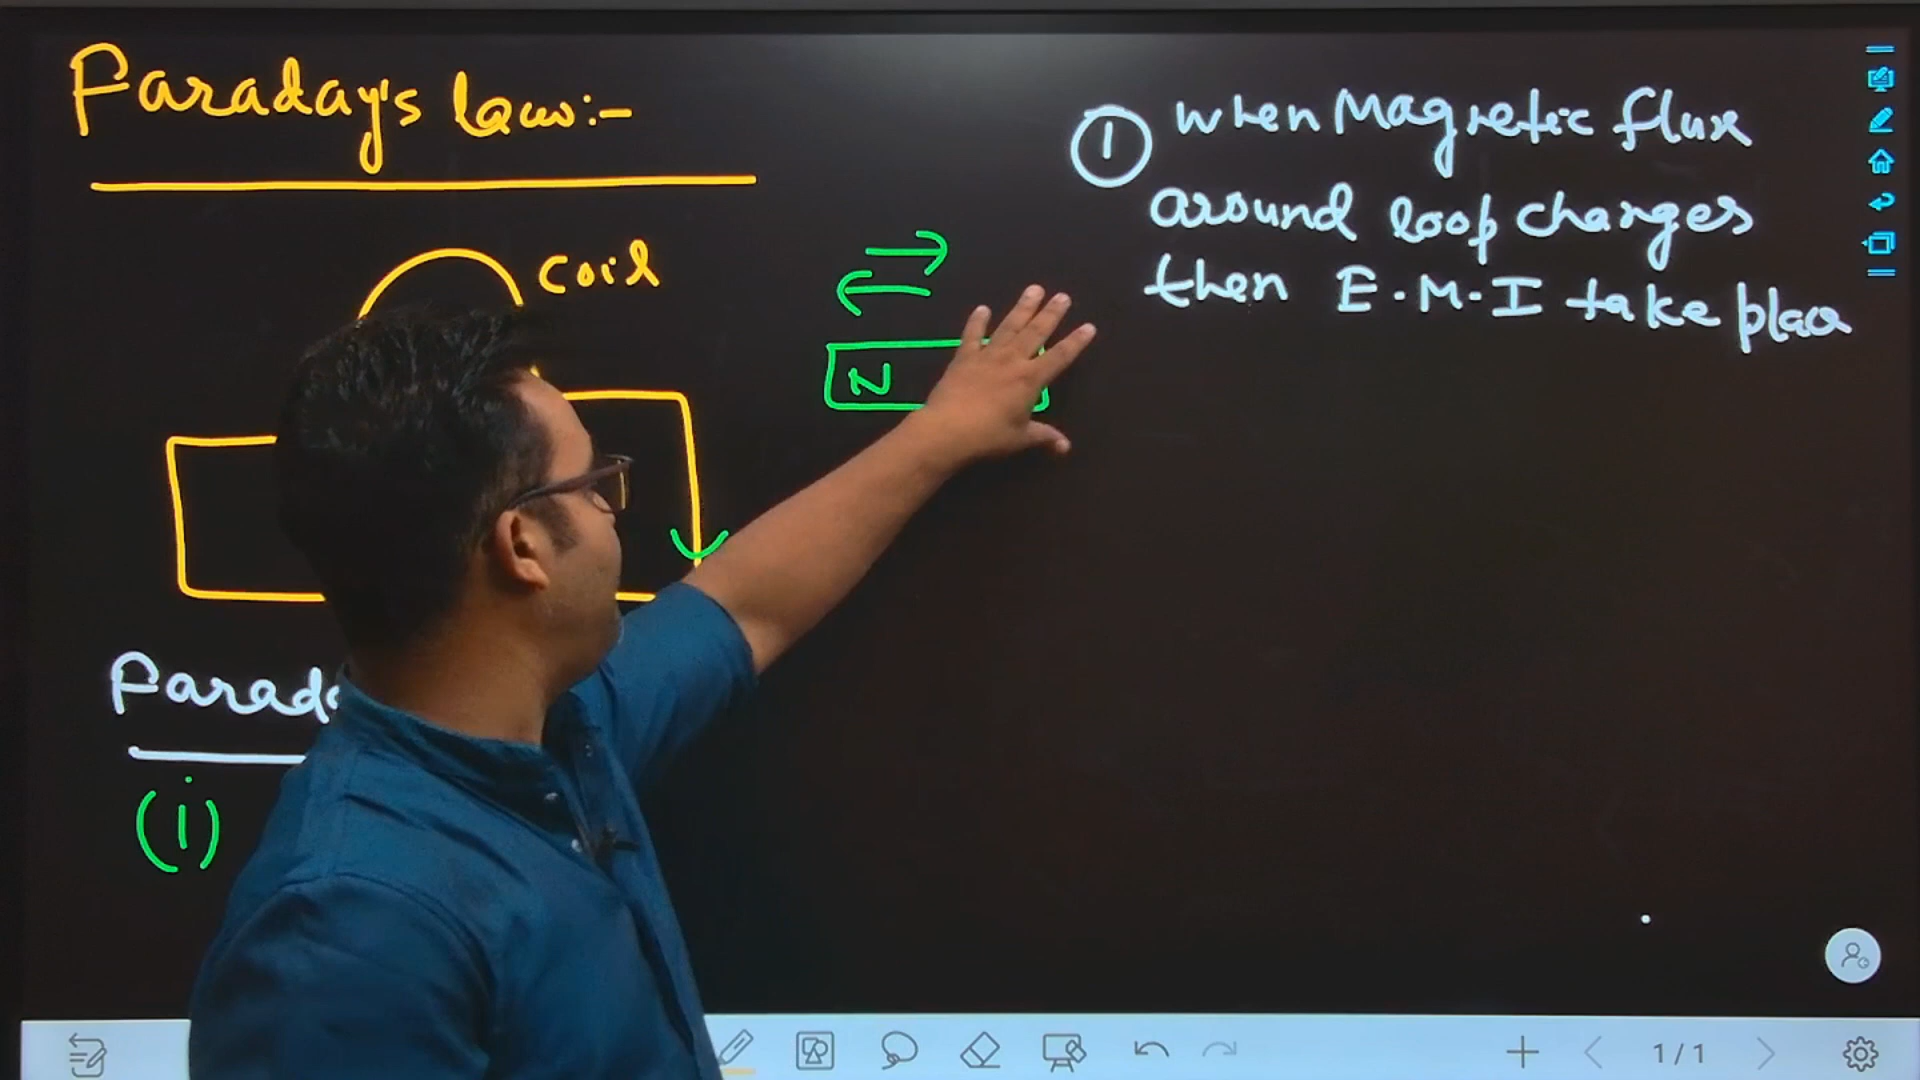 Faraday's law:-
coil
N
① when Magnetic flux
around loop changes
then E.M.I take place
(i)
1/1